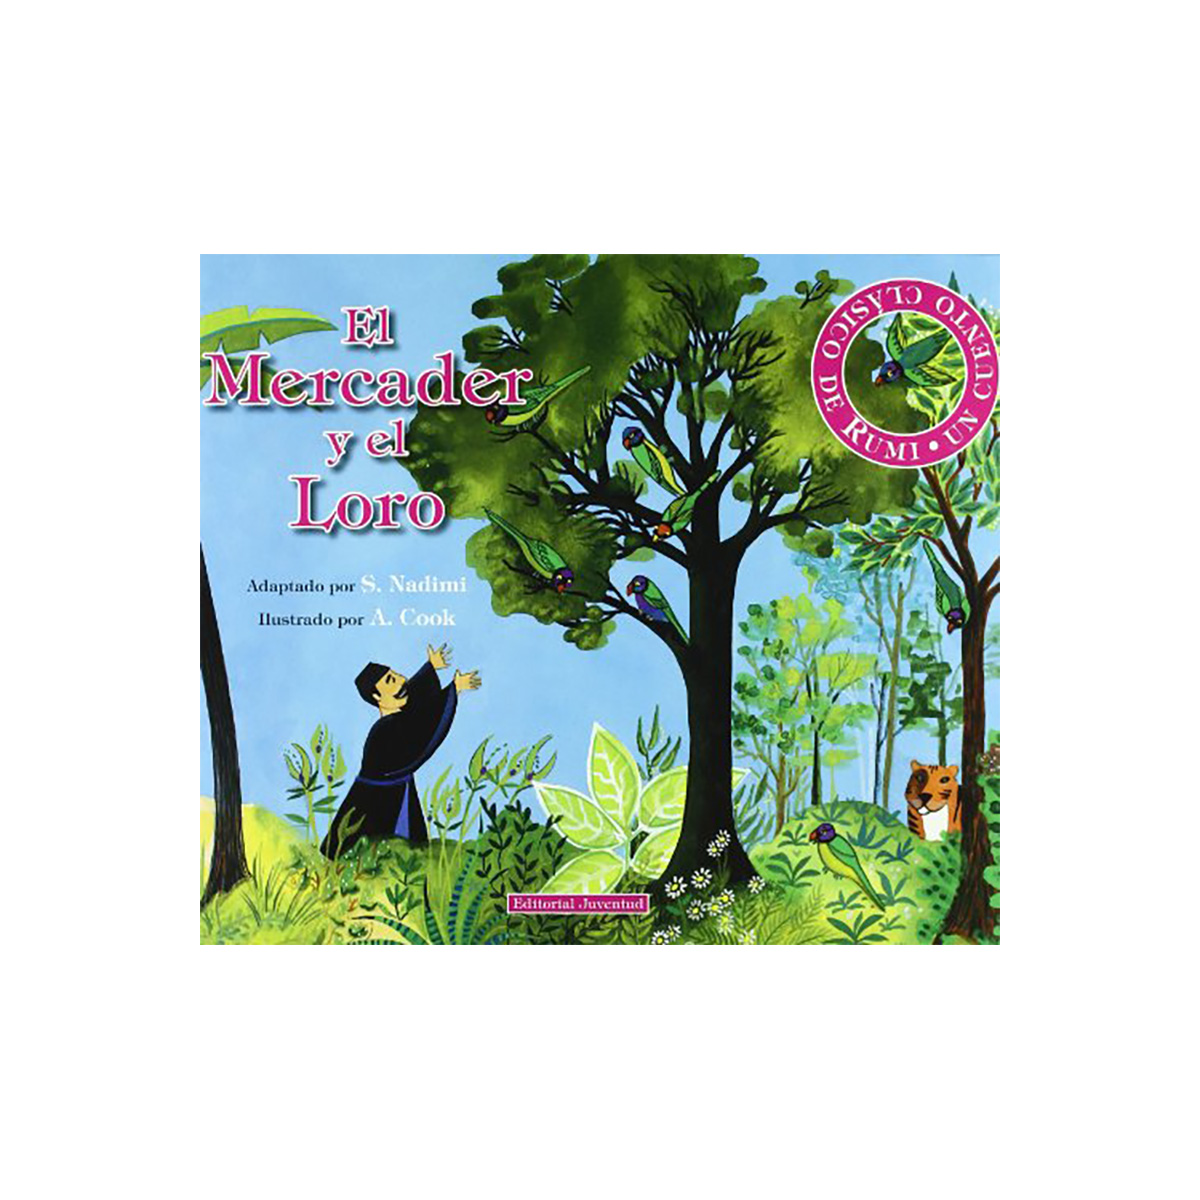 El
Mercader
y el
Loro
Adaptado por S. Nadimi
Ilustrado por A. Cook
UN CUENTO CLÁSICO DE RUMI •
Editorial Juventud